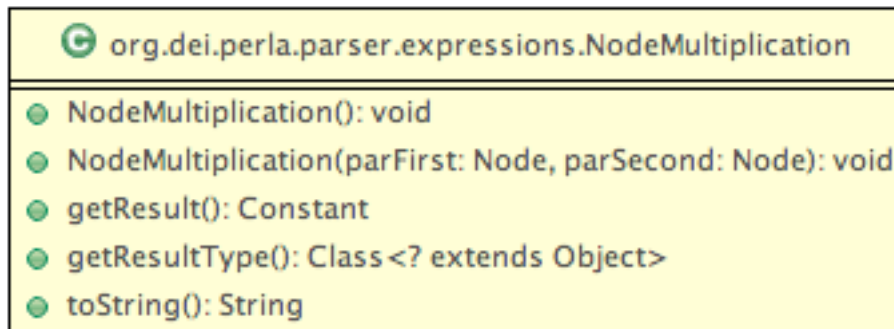 C org.dei.perla.parser.expressions.NodeMultiplication
NodeMultiplication(): void
NodeMultiplication(parFirst: Node, parSecond: Node): void
getResult(): Constant
getResultType(): Class<? extends Object>
toString(): String